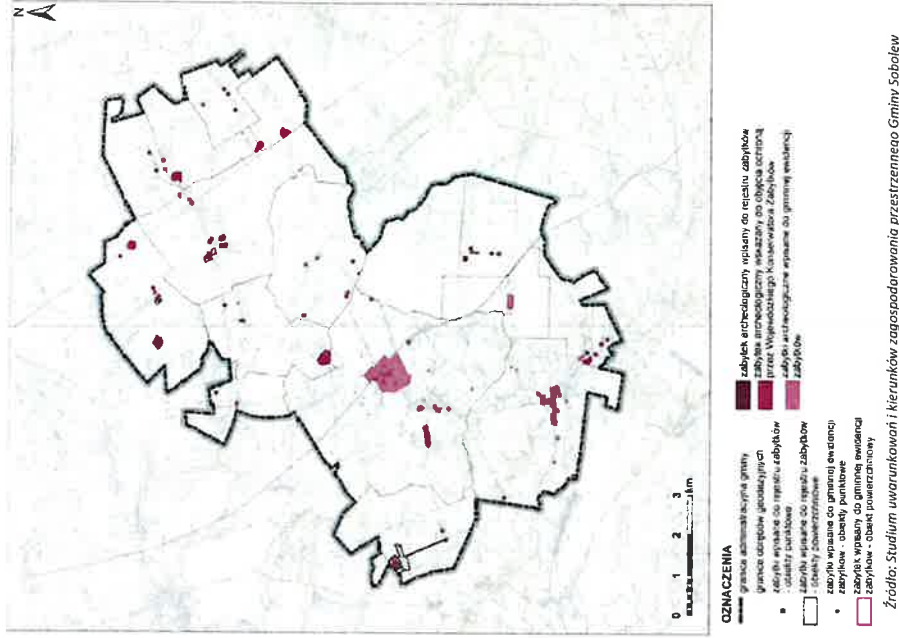 N
0 1 2 3
km
OZNACZENIA
granica administracyjna gminy
granice obrębów geodezyjnych
zabytki wpisane do rejestru zabytków
- obiekty punktowe
zabytki wpisane do rejestru zabytków
- obiekty powierzchniowe
zabytki wpisane do gminnej ewidencji
zabytków - obiekty punktowe
zabytek wpisany do gminnej ewidencji
zabytków - obiekt powierzchniowy
zabytek archeologiczny wpisany do rejestru zabytków
zabytek archeologiczny wskazany do objęcia ochroną
przez Wojewódzkiego Konserwatora Zabytków
zabytki archeologiczne wpisane do gminnej ewidencji
zabytków
Źródło: Studium uwarunkowań i kierunków zagospodarowania przestrzennego Gminy Sobolew